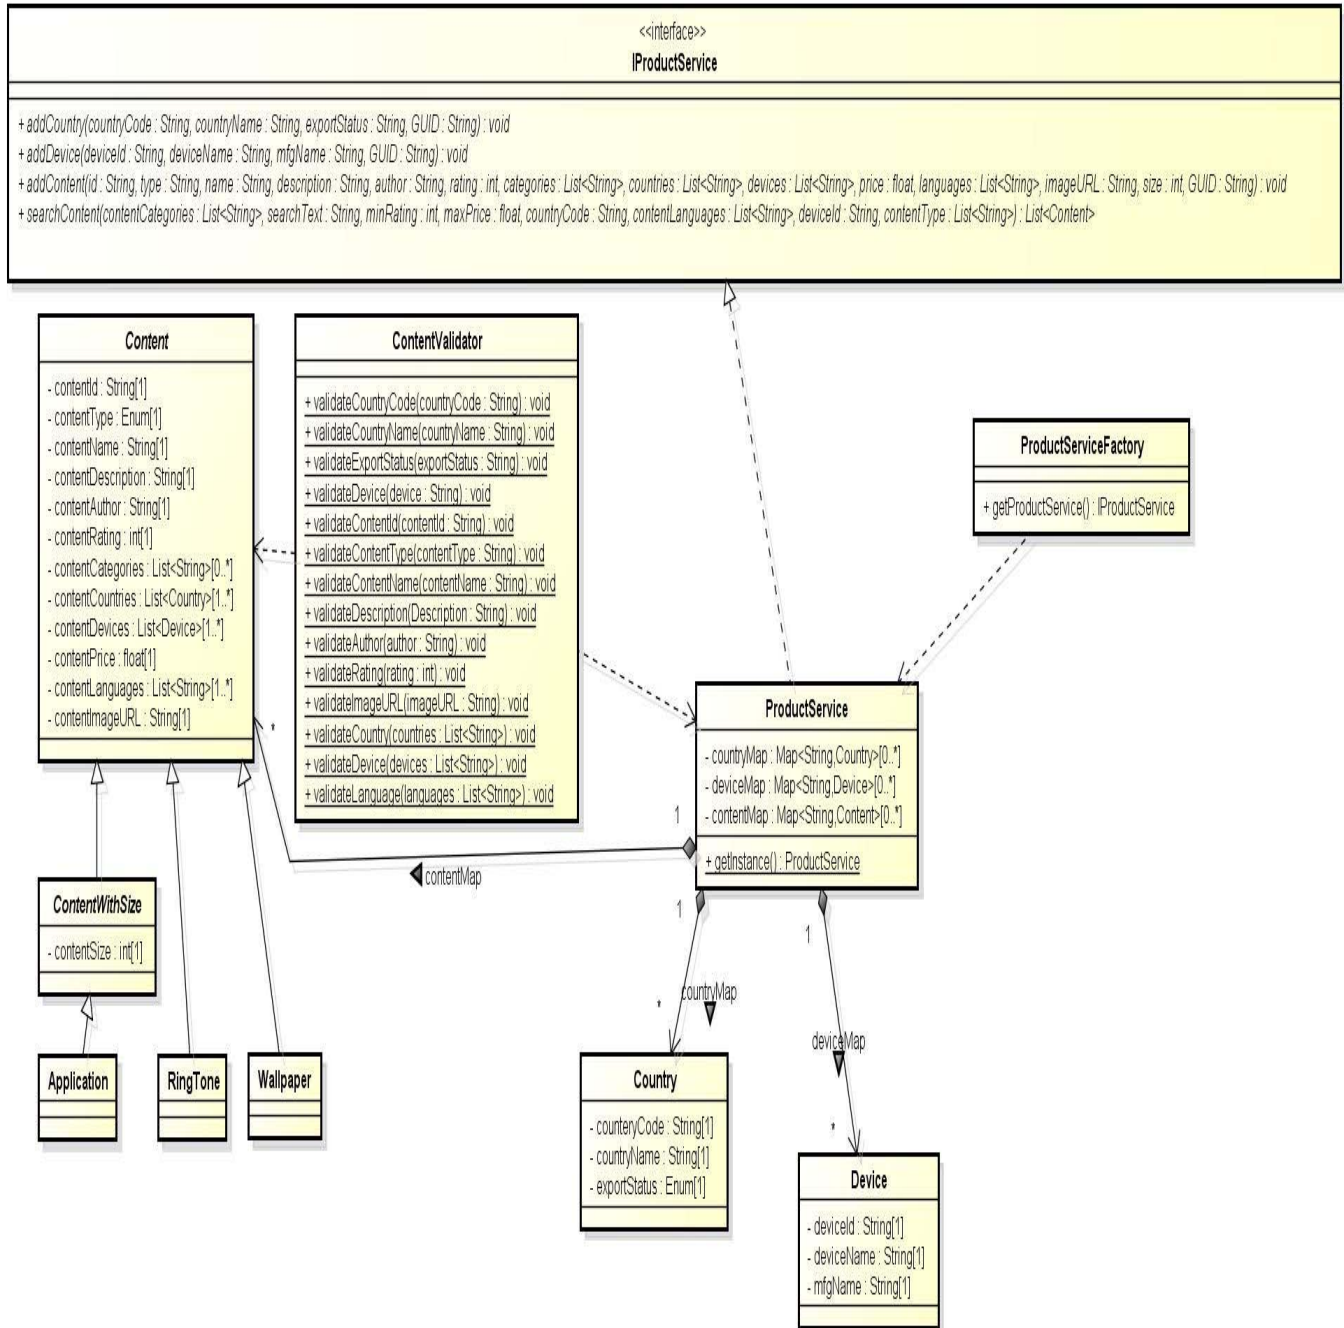 <<interface>>
IProductService
+ addCountry(countryCode : String, countryName : String, exportStatus : String, GUID : String) : void
+ addDevice(deviceId : String, deviceName : String, mfgName : String, GUID : String) : void
+ addContent(id : String, type : String, name : String, description : String, author : String, rating : int, categories : List<String>, countries : List<String>, devices : List<String>, price : float, languages : List<String>, imageURL : String, size : int, GUID : String) : void
+ searchContent(contentCategories : List<String>, searchText : String, minRating : int, maxPrice : float, countryCode : String, contentLanguages : List<String>, deviceId : String, contentType : List<String>) : List<Content>
Content
- contentId : String[1]
- contentType : Enum[1]
- contentName : String[1]
- contentDescription : String[1]
- contentAuthor : String[1]
- contentRating : int[1]
- contentCategories : List<String>[0..*]
- contentCountries : List<Country>[1..*]
- contentDevices : List<Device>[1..*]
- contentPrice : float[1]
- contentLanguages : List<String>[1..*]
- contentImageURL : String[1]
ContentValidator
+ validateCountryCode(countryCode : String) : void
+ validateCountryName(countryName : String) : void
+ validateExportStatus(exportStatus : String) : void
+ validateDevice(device : String) : void
+ validateContentId(contentId : String) : void
+ validateContentType(contentType : String) : void
+ validateContentName(contentName : String) : void
+ validateDescription(Description : String) : void
+ validateAuthor(author : String) : void
+ validateRating(rating : int) : void
+ validateImageURL(imageURL : String) : void
+ validateCountry(countries : List<String>) : void
+ validateDevice(devices : List<String>) : void
+ validateLanguage(languages : List<String>) : void
ProductServiceFactory
+ getProductService() : IProductService
ProductService
- countryMap : Map<String,Country>[0..*]
- deviceMap : Map<String,Device>[0..*]
- contentMap : Map<String,Content>[0..*]
+ getInstance() : ProductService
*
1
contentMap
1
*
countryMap
1
deviceMap
*
ContentWithSize
- contentSize : int[1]
Application
RingTone
Wallpaper
Country
- counteryCode : String[1]
- countryName : String[1]
- exportStatus : Enum[1]
Device
- deviceId : String[1]
- deviceName : String[1]
- mfgName : String[1]